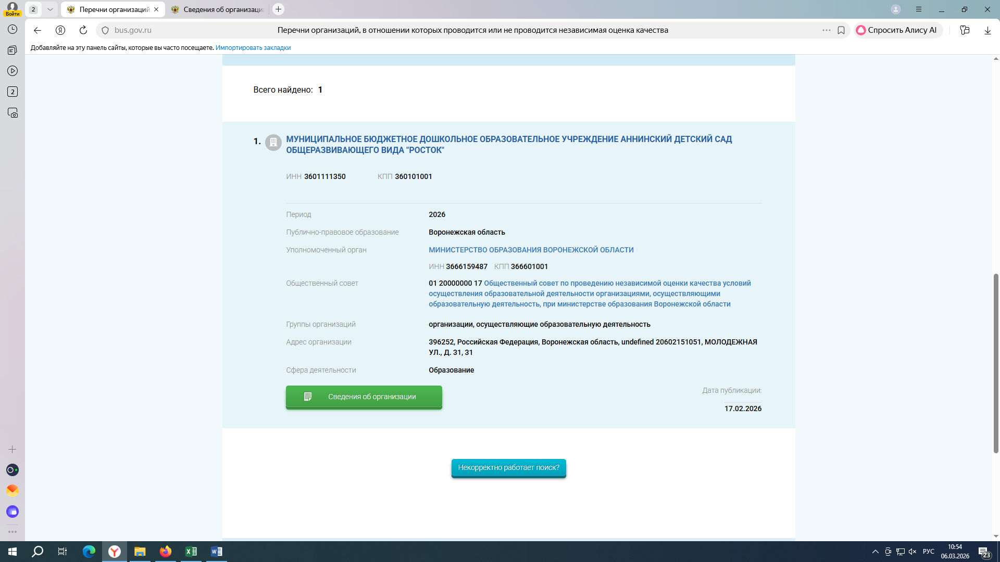 Войти
2
Перечни организаций,
Сведения об организаци
bus.gov.ru
Перечни организаций, в отношении которых проводится или не проводится независимая оценка качества
Спросить Алису AI
Добавляйте на эту панель сайты, которые вы часто посещаете. Импортировать закладки
2
Всего найдено: 1
1.
МУНИЦИПАЛЬНОЕ БЮДЖЕТНОЕ ДОШКОЛЬНОЕ ОБРАЗОВАТЕЛЬНОЕ УЧРЕЖДЕНИЕ АННИНСКИЙ ДЕТСКИЙ САД
ОБЩЕРАЗВИВАЮЩЕГО ВИДА "РОСТОК"
ИНН 3601111350 КПП 360101001
Период 2026
Публично-правовое образование Воронежская область
Уполномоченный орган МИНИСТЕРСТВО ОБРАЗОВАНИЯ ВОРОНЕЖСКОЙ ОБЛАСТИ
ИНН 3666159487 КПП 366601001
Общественный совет 01 20000000 17 Общественный совет по проведению независимой оценки качества условий
осуществления образовательной деятельности организациями, осуществляющими
образовательную деятельность, при министерстве образования Воронежской области
Группы организаций организации, осуществляющие образовательную деятельность
Адрес организации 396252, Российская Федерация, Воронежская область, undefined 20602151051, МОЛОДЕЖНАЯ
УЛ., Д. 31, 31
Сфера деятельности Образование
Сведения об организации
Дата публикации:
17.02.2026
Некорректно работает поиск?
РУС
10:54
06.03.2026
23